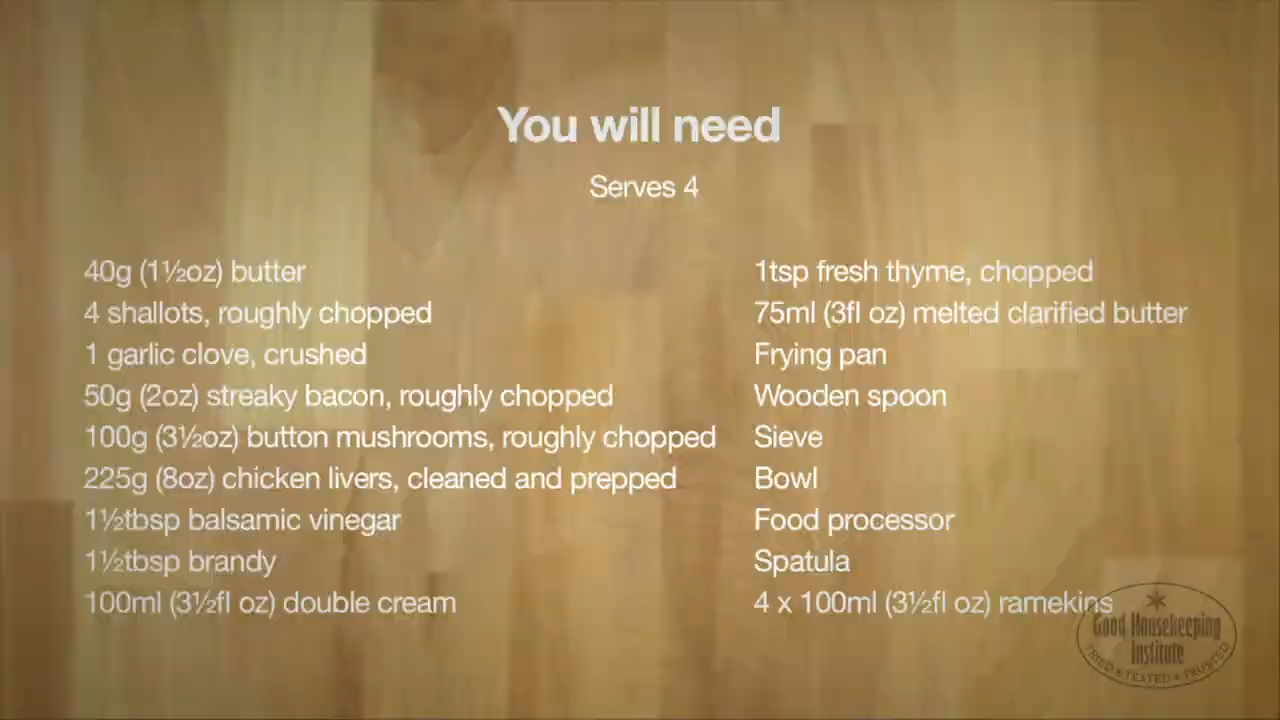 You will need
Serves 4
40g (1½oz) butter
4 shallots, roughly chopped
1 garlic clove, crushed
50g (2oz) streaky bacon, roughly chopped
100g (3½oz) button mushrooms, roughly chopped
225g (8oz) chicken livers, cleaned and prepped
1½tbsp balsamic vinegar
1½tbsp brandy
100ml (3½fl oz) double cream
1tsp fresh thyme, chopped
75ml (3fl oz) melted clarified butter
Frying pan
Wooden spoon
Sieve
Bowl
Food processor
Spatula
4 x 100ml (3½fl oz) ramekins
Good Housekeeping
Institute
TRIED ★ TESTED ★ TRUSTED